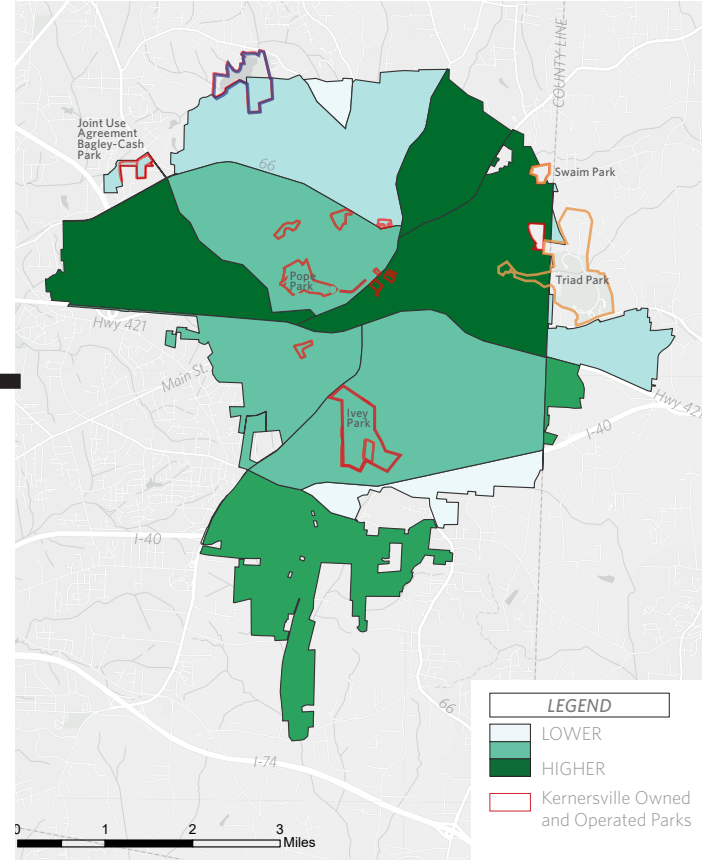 COUNTY LINE
Joint Use
Agreement
Bagley-Cash
Park
66
Swaim Park
Pope
Park
Triad Park
Hwy 421
Main St.
Hwy 421
Ivey
Park
I-40
I-40
66
I-74
LEGEND
LOWER
HIGHER
Kernersville Owned
and Operated Parks
0 1 2 3
Miles